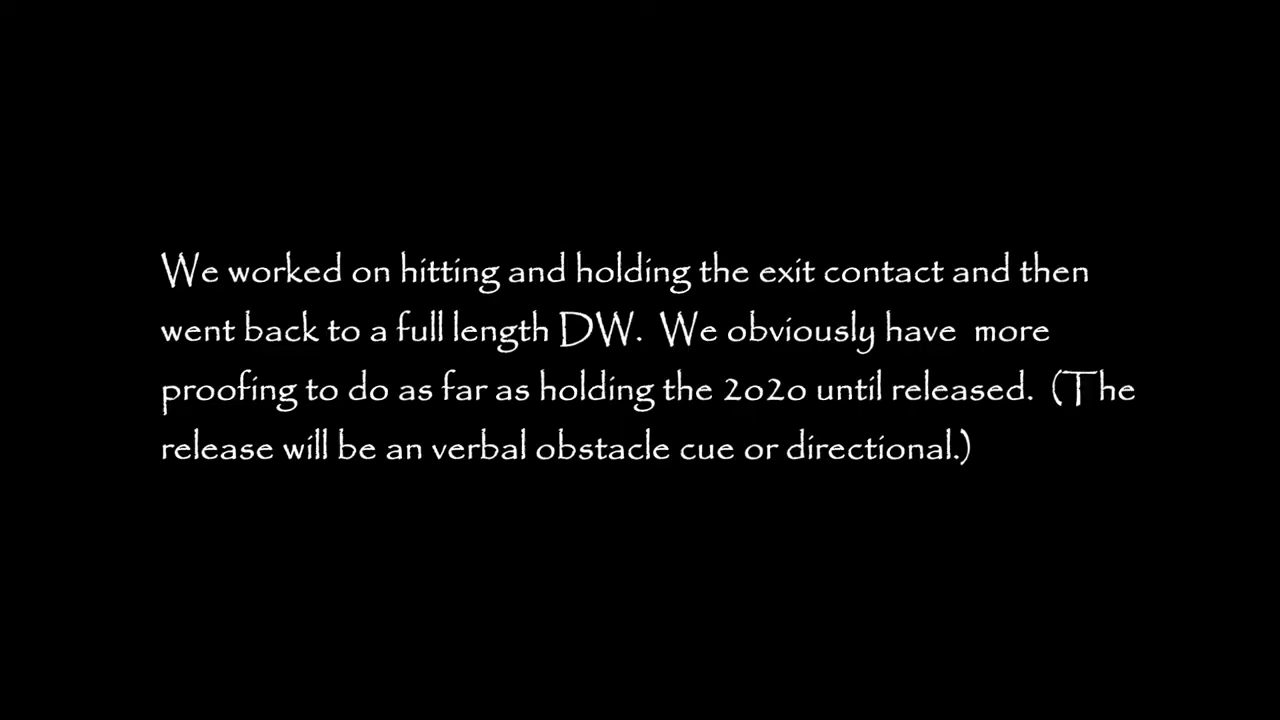 We worked on hitting and holding the exit contact and then
went back to a full length DW.  We obviously have  more
proofing to do as far as holding the 2o2o until released.  (The
release will be an verbal obstacle cue or directional.)